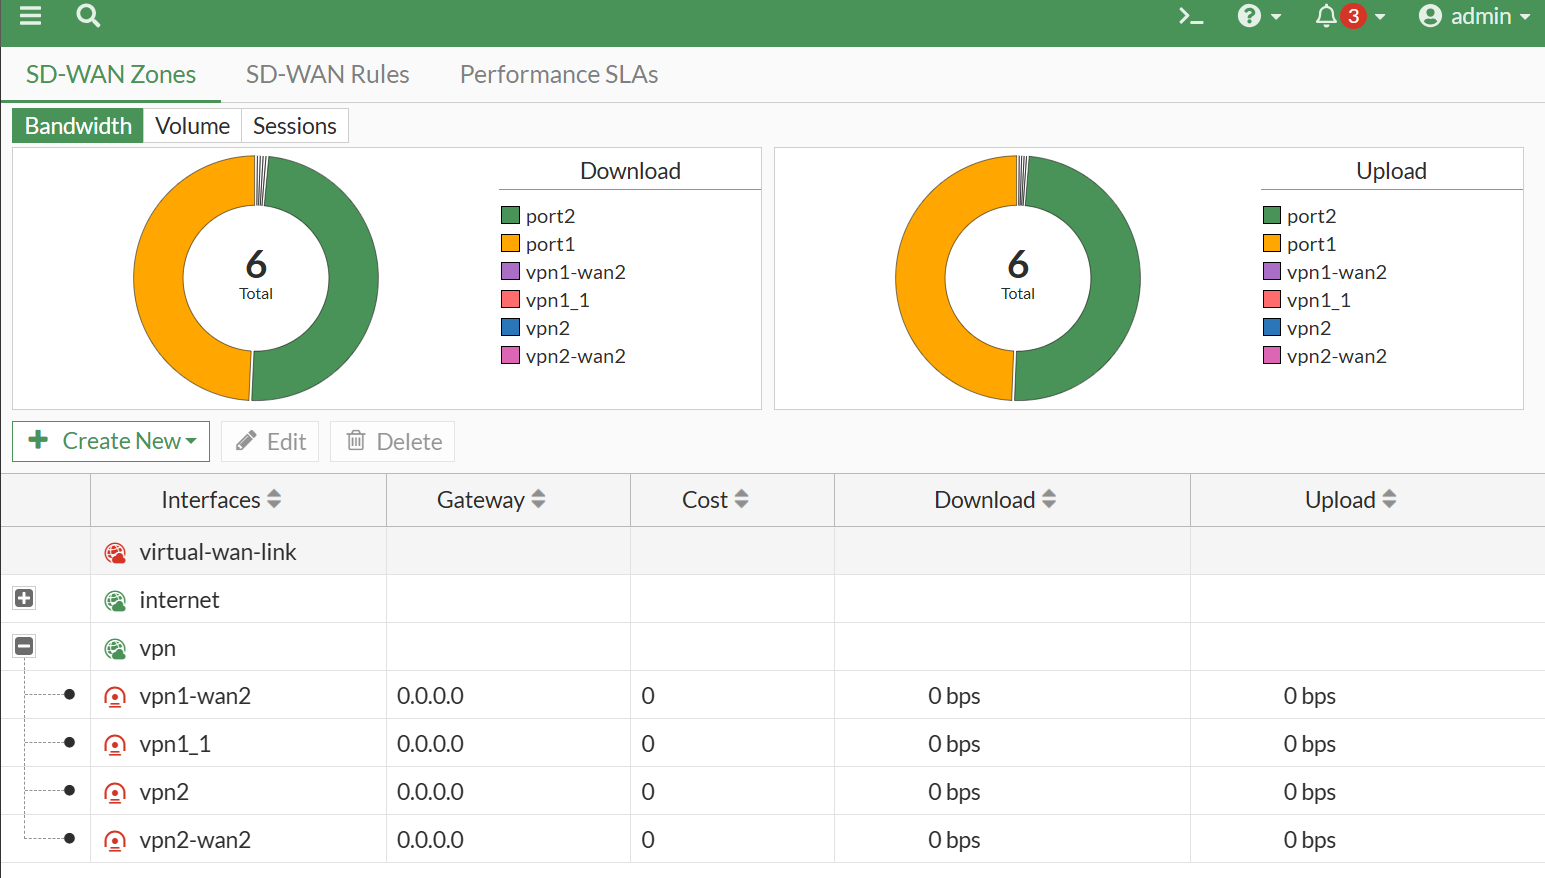 3 admin
SD-WAN Zones SD-WAN Rules Performance SLAs
Bandwidth Volume Sessions
6
Total
Download
port2
port1
vpn1-wan2
vpn1_1
vpn2
vpn2-wan2
6
Total
Upload
port2
port1
vpn1-wan2
vpn1_1
vpn2
vpn2-wan2
Create New Edit Delete
Interfaces Gateway Cost Download Upload
virtual-wan-link
internet
vpn
vpn1-wan2 0.0.0.0 0 0 bps 0 bps
vpn1_1 0.0.0.0 0 0 bps 0 bps
vpn2 0.0.0.0 0 0 bps 0 bps
vpn2-wan2 0.0.0.0 0 0 bps 0 bps